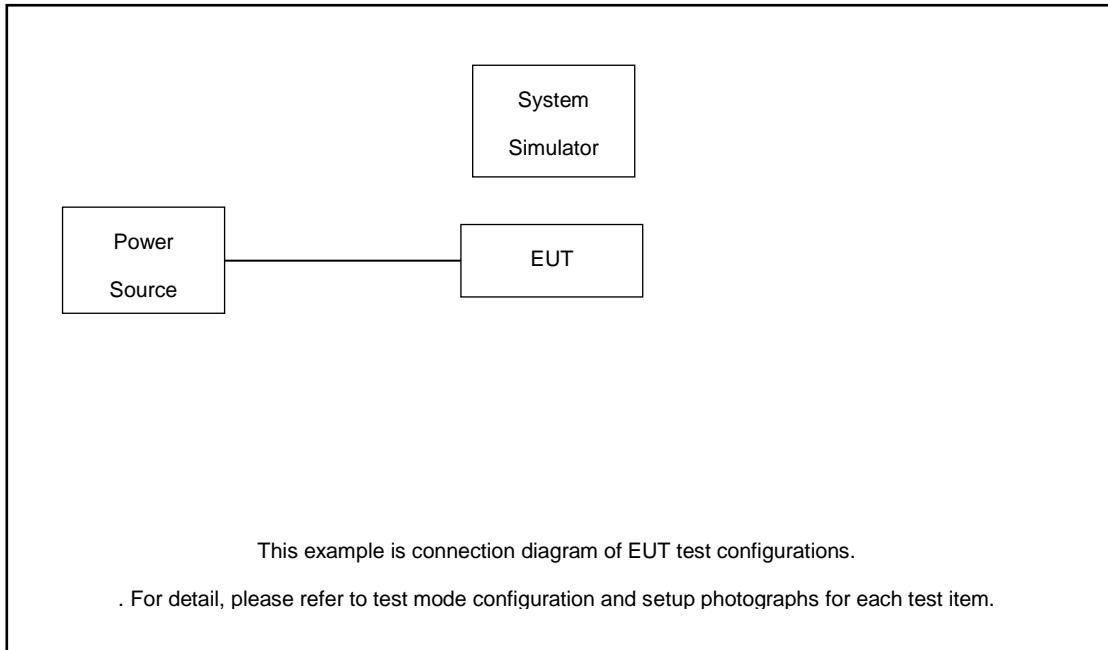 System
Simulator
Power
Source
EUT
This example is connection diagram of EUT test configurations.
. For detail, please refer to test mode configuration and setup photographs for each test item.